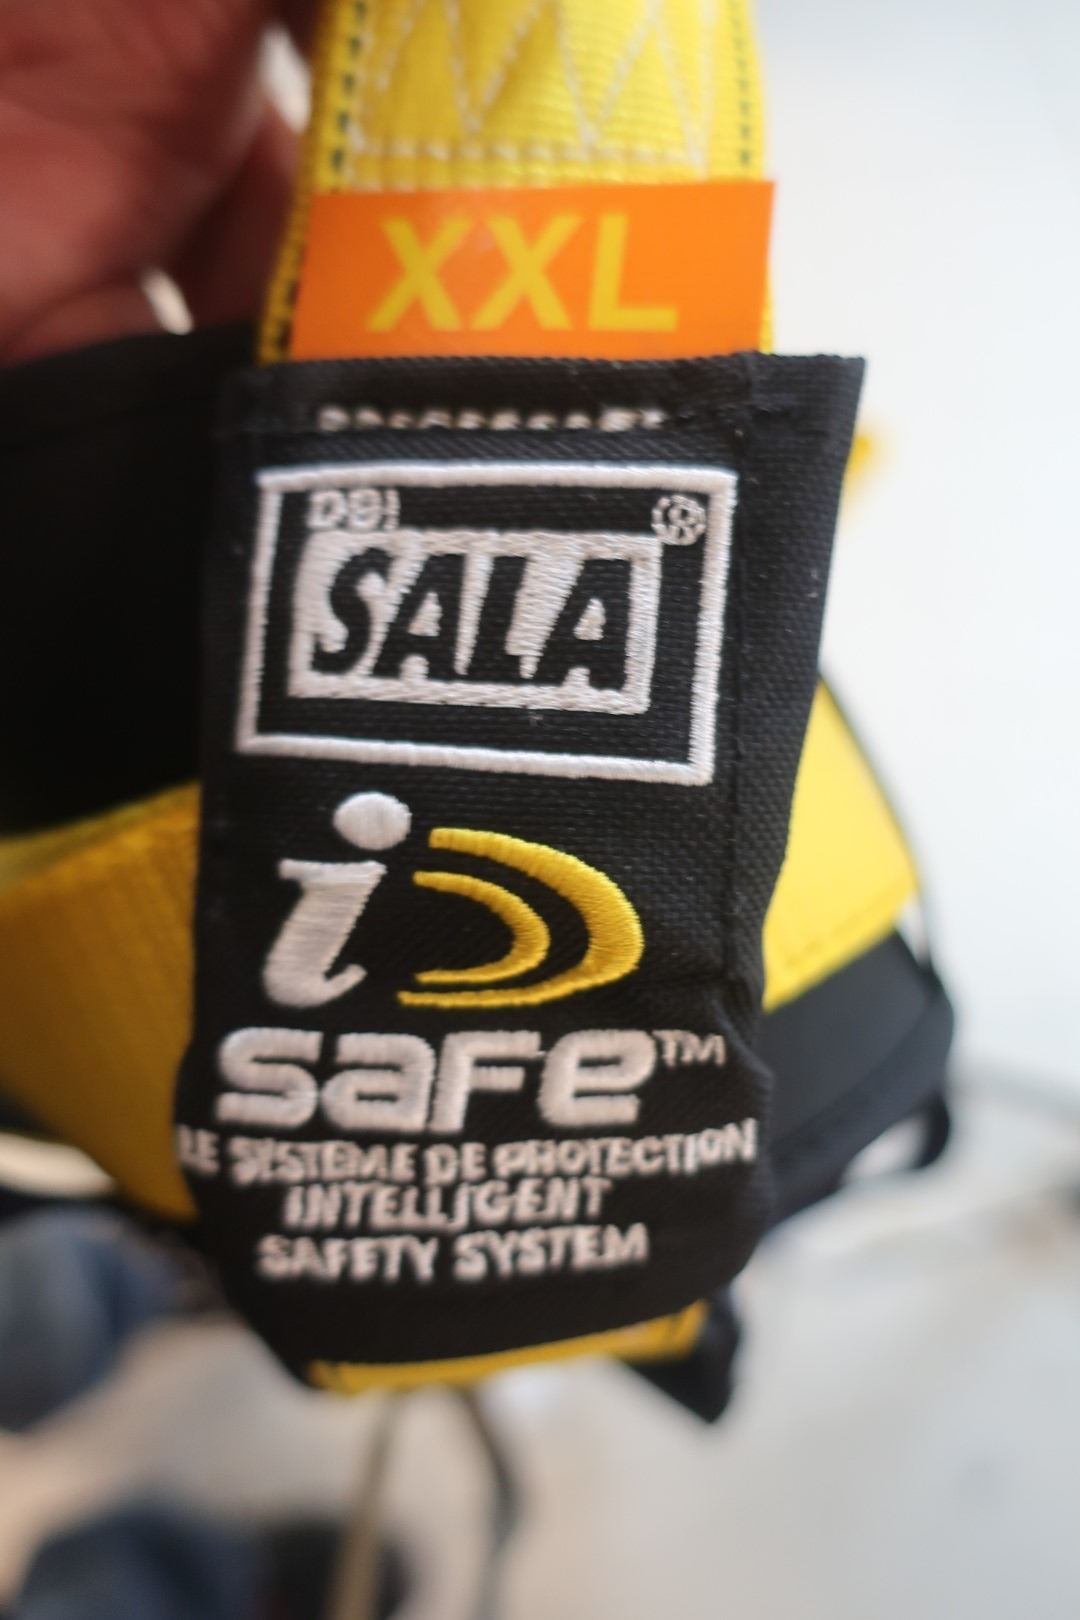 XXL
DBI
SALA®
i
safe™
LE SYSTEME DE PROTECTION
INTELLIGENT
SAFETY SYSTEM